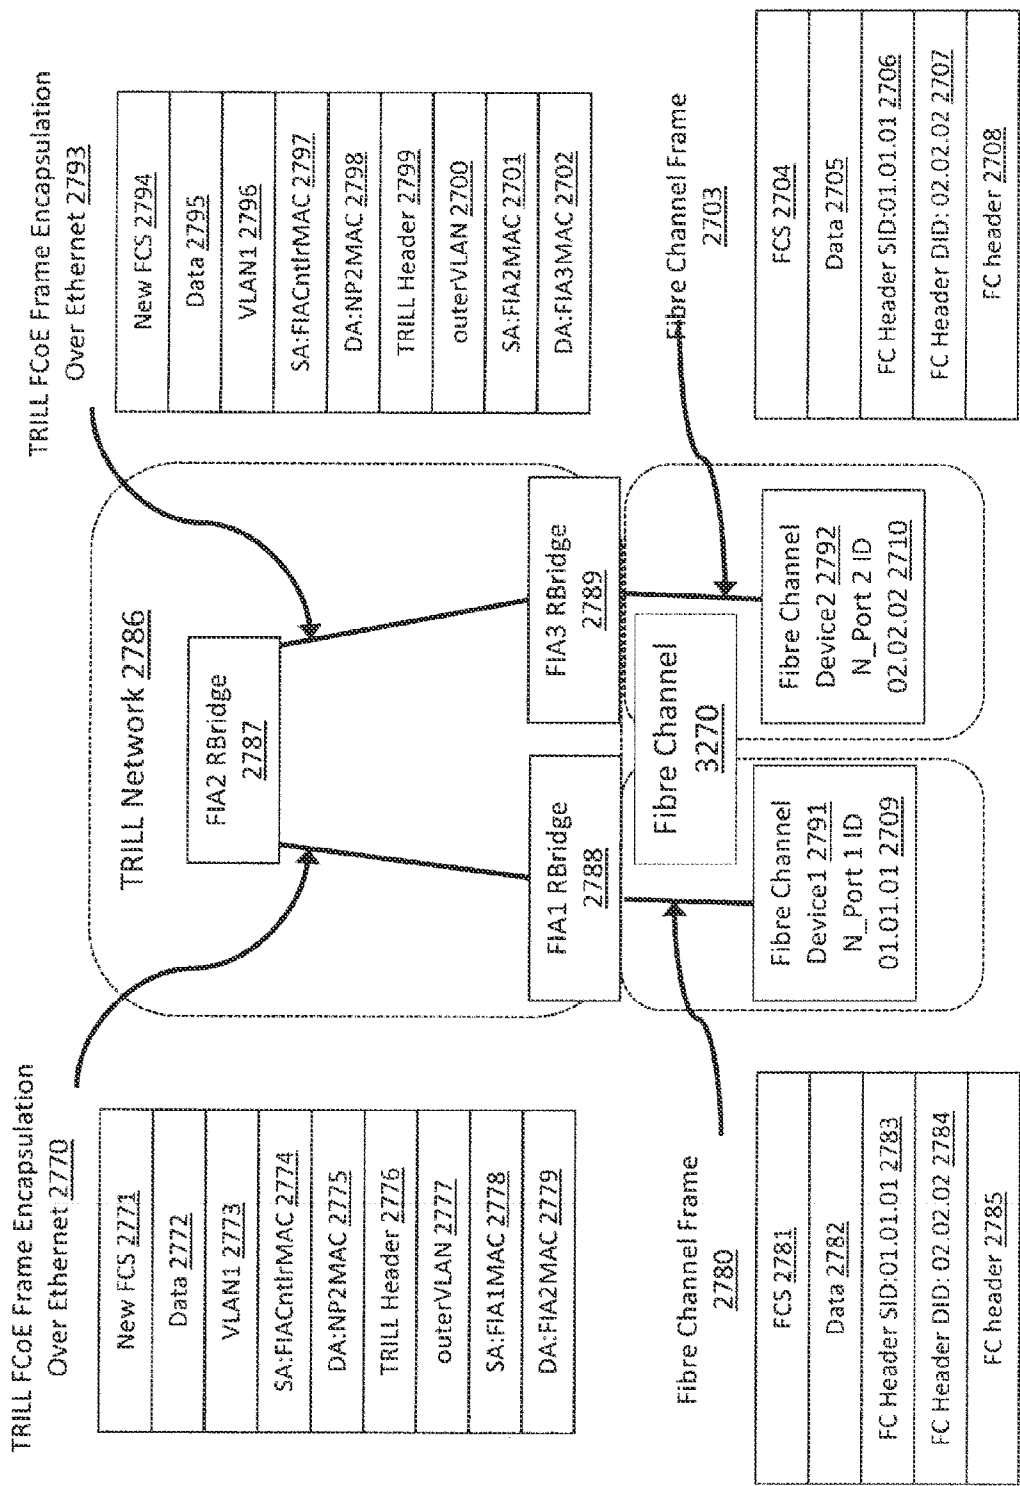 TRILL FCoE Frame Encapsulation
Over Ethernet 2770
New FCS 2771
Data 2772
VLAN1 2773
SA:FIACntlrMAC 2774
DA:NP2MAC 2775
TRILL Header 2776
outerVLAN 2777
SA:FIA1MAC 2778
DA:FIA2MAC 2779
Fibre Channel Frame
2780
FCS 2781
Data 2782
FC Header SID:01.01.01 2783
FC Header DID: 02.02.02 2784
FC header 2785
TRILL Network 2786
FIA2 RBridge
2787
FIA1 RBridge
2788
FIA3 RBridge
2789
Fibre Channel
3270
Fibre Channel
Device1 2791
N_Port 1 ID
01.01.01 2709
Fibre Channel
Device2 2792
N_Port 2 ID
02.02.02 2710
TRILL FCoE Frame Encapsulation
Over Ethernet 2793
New FCS 2794
Data 2795
VLAN1 2796
SA:FIACntlrMAC 2797
DA:NP2MAC 2798
TRILL Header 2799
outerVLAN 2700
SA:FIA2MAC 2701
DA:FIA3MAC 2702
Fibre Channel Frame
2703
FCS 2704
Data 2705
FC Header SID:01.01.01 2706
FC Header DID: 02.02.02 2707
FC header 2708